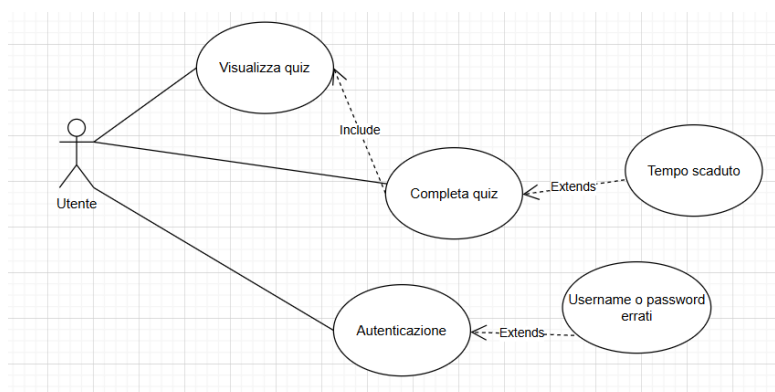 Visualizza quiz
Include
Tempo scaduto
Extends
Completa quiz
Utente
Username o password
errati
Autenticazione
Extends